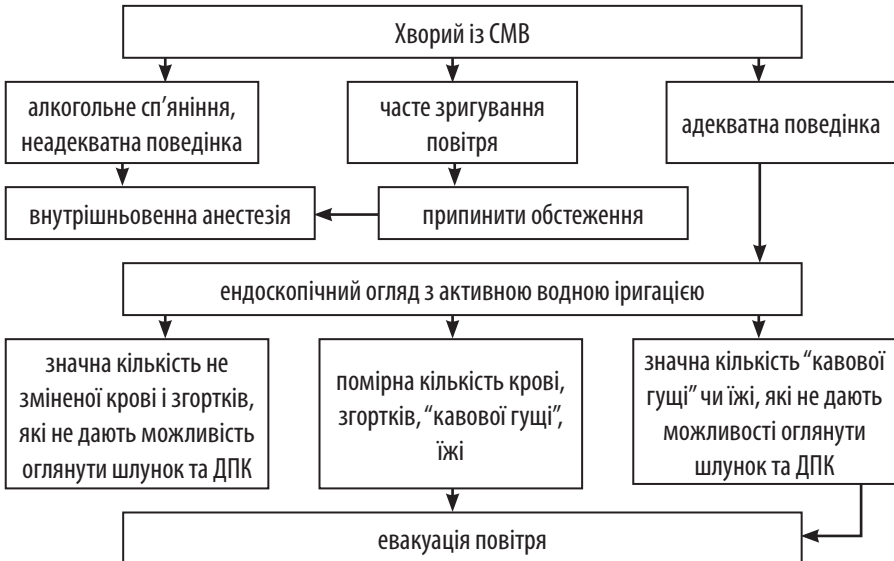 Хворий із СМВ
алкогольне сп’яніння,
неадекватна поведінка
часте зригування
повітря
адекватна поведінка
внутрішньовенна анестезія
припинити обстеження
ендоскопічний огляд з активною водною іригацією
значна кількість не
зміненої крові і згортків,
які не дають можливість
оглянути шлунок та ДПК
помірна кількість крові,
згортків, “кавової гущі”,
їжі
значна кількість “кавової
гущі” чи їжі, які не дають
можливості оглянути
шлунок та ДПК
евакуація повітря